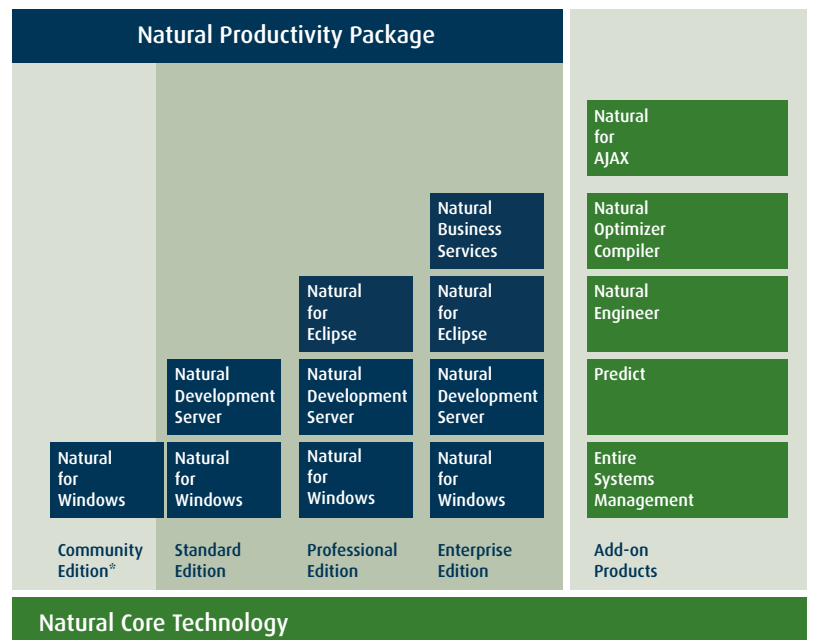 Natural Productivity Package
Natural
for
Windows
Community
Edition*
Natural
Development
Server
Natural
for
Windows
Standard
Edition
Natural
for
Eclipse
Natural
Development
Server
Natural
for
Windows
Professional
Edition
Natural
Business
Services
Natural
for
Eclipse
Natural
Development
Server
Natural
for
Windows
Enterprise
Edition
Natural
for
AJAX
Natural
Optimizer
Compiler
Natural
Engineer
Predict
Entire
Systems
Management
Add-on
Products
Natural Core Technology